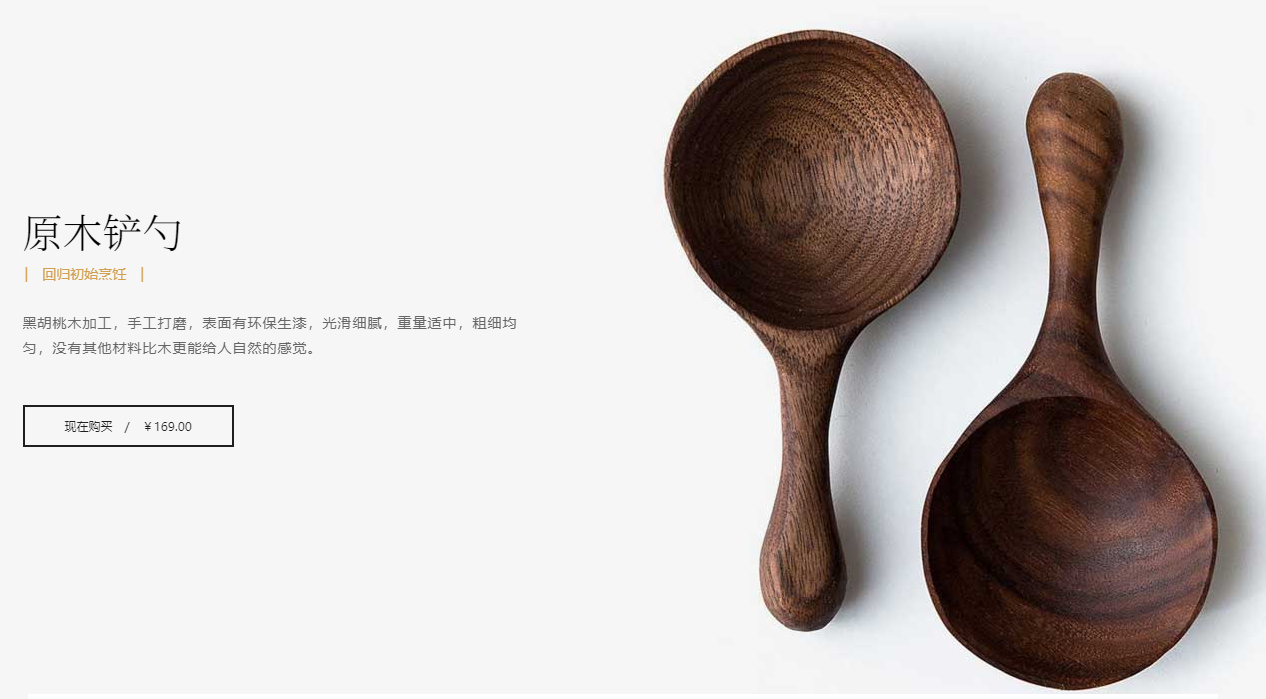 原木铲勺
| 回归初始烹饪 |
黑胡桃木加工，手工打磨，表面有环保生漆，光滑细腻，重量适中，粗细均
匀，没有其他材料比木更能给人自然的感觉。
现在购买 / ￥169.00